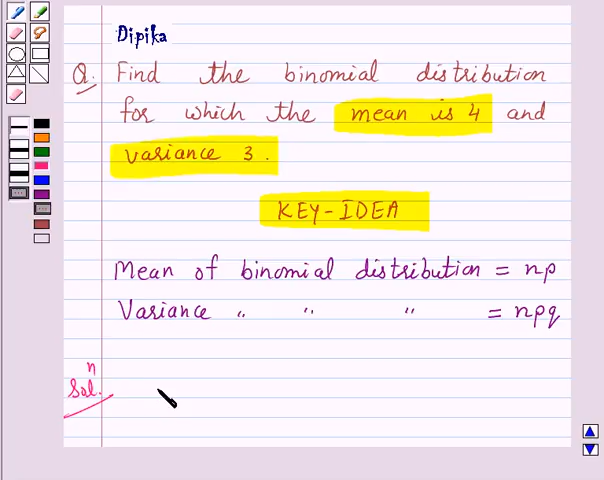 Dipika
Q. Find the binomial distribution
for which the mean is 4 and
variance 3.
KEY-IDEA
Mean of binomial distribution = np
Variance " " " = npq
Solⁿ.